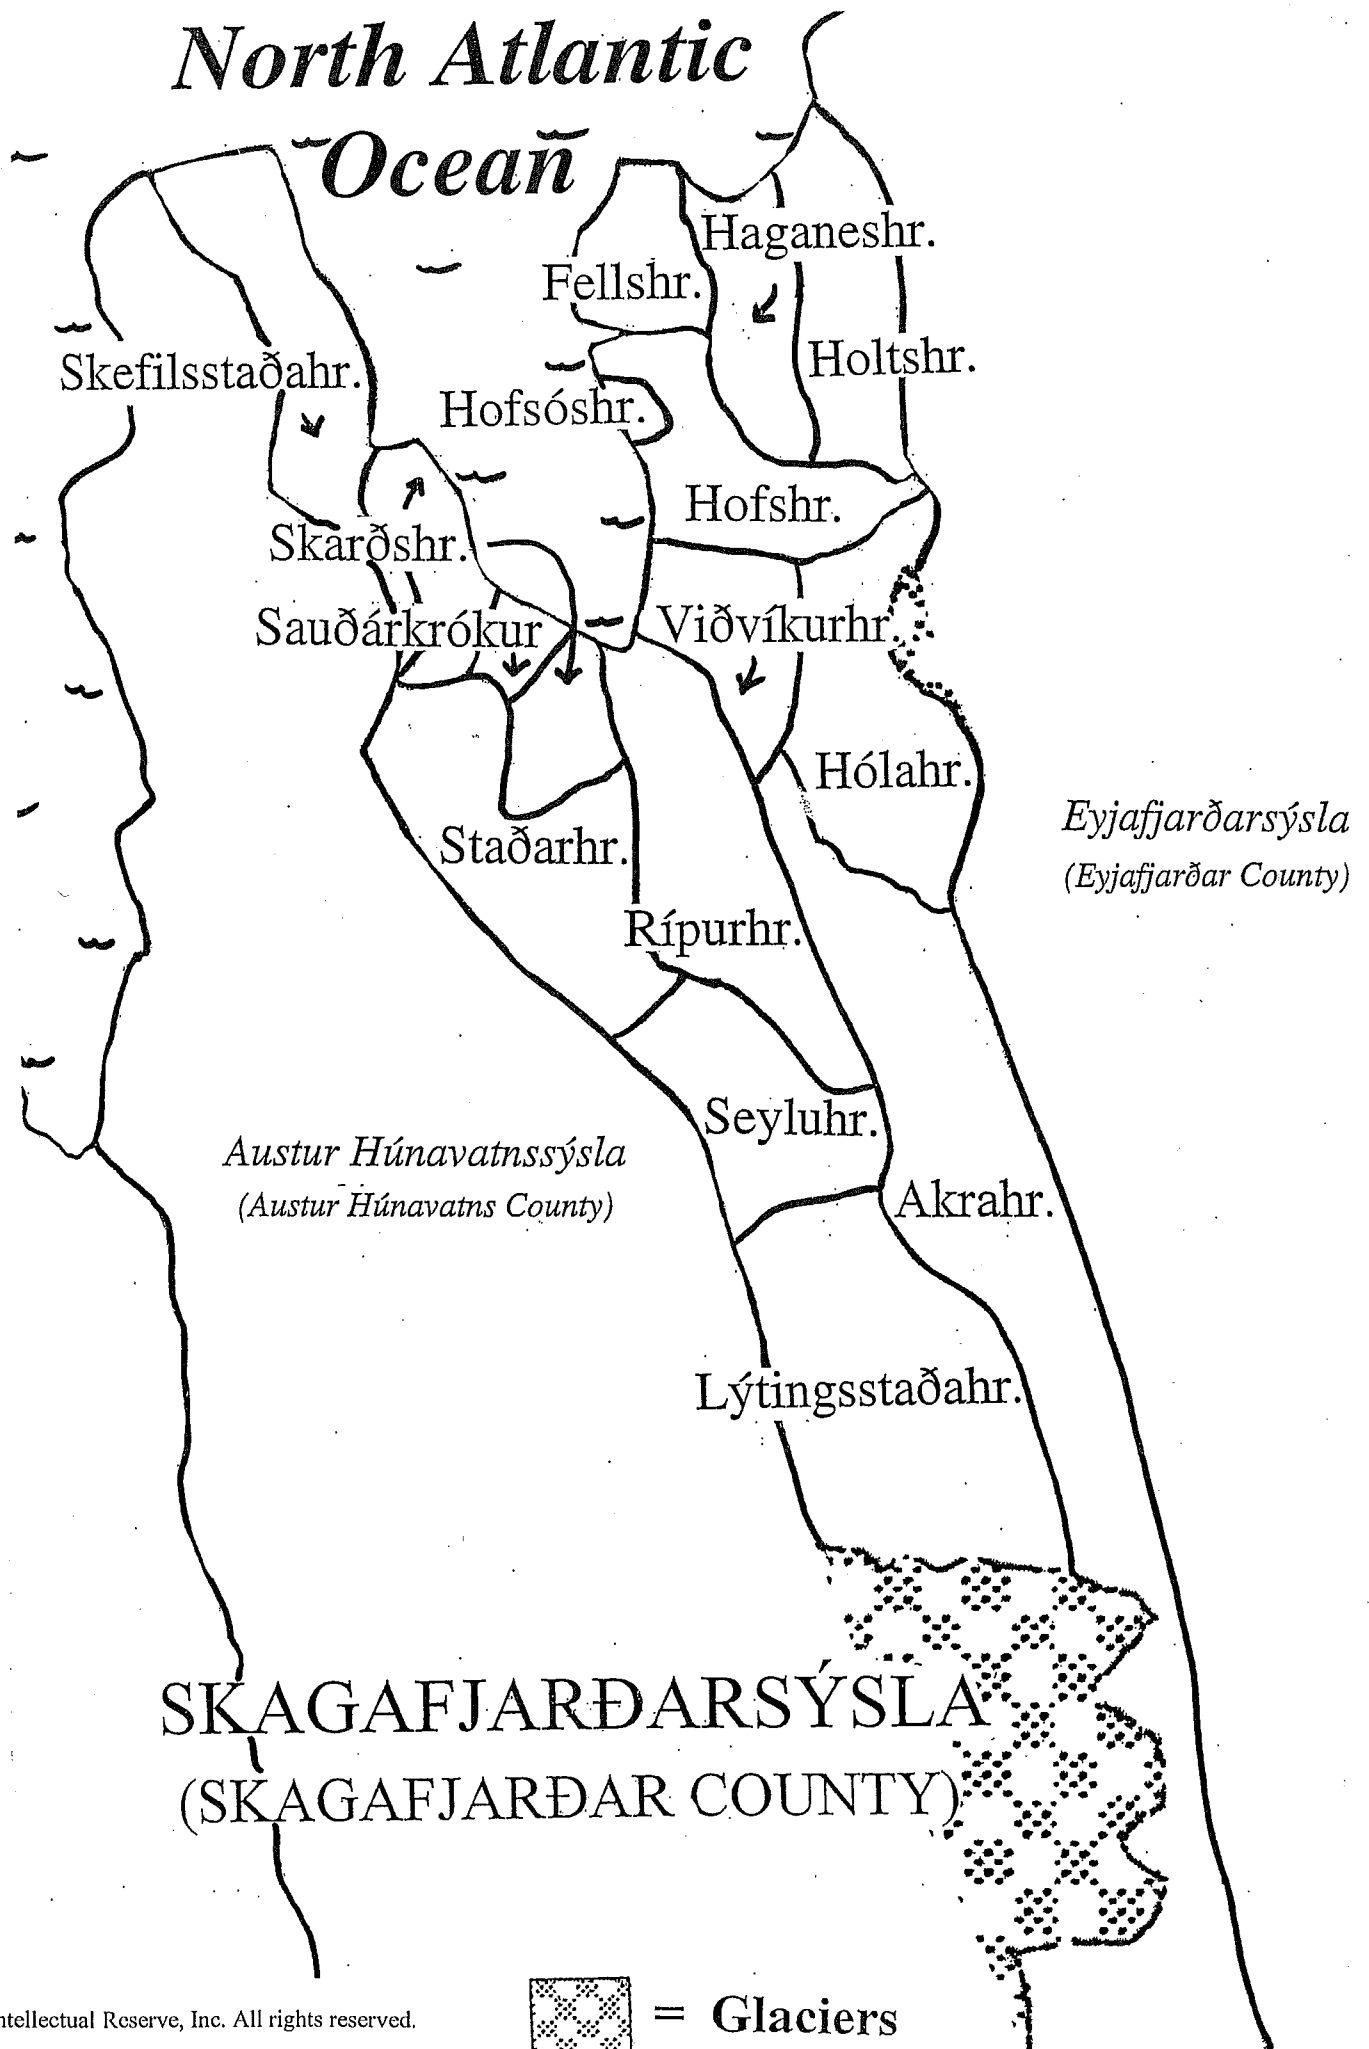 North Atlantic
Ocean
Haganeshr.
Fellshr.
Holtshr.
Skefilsstaðahr.
Hofsóshr.
Hofshr.
Skarðshr.
Sauðárkrókur
Viðvíkurhr.
Hólahr.
Eyjafjarðarsýsla
(Eyjafjarðar County)
Staðarhr.
Rípurhr.
Seyluhr.
Austur Húnavatnssýsla
(Austur Húnavatns County)
Akrahr.
Lýtingsstaðahr.
SKAGAFJARÐARSÝSLA
(SKAGAFJARÐAR COUNTY)
ntellectual Reserve, Inc. All rights reserved.
= Glaciers